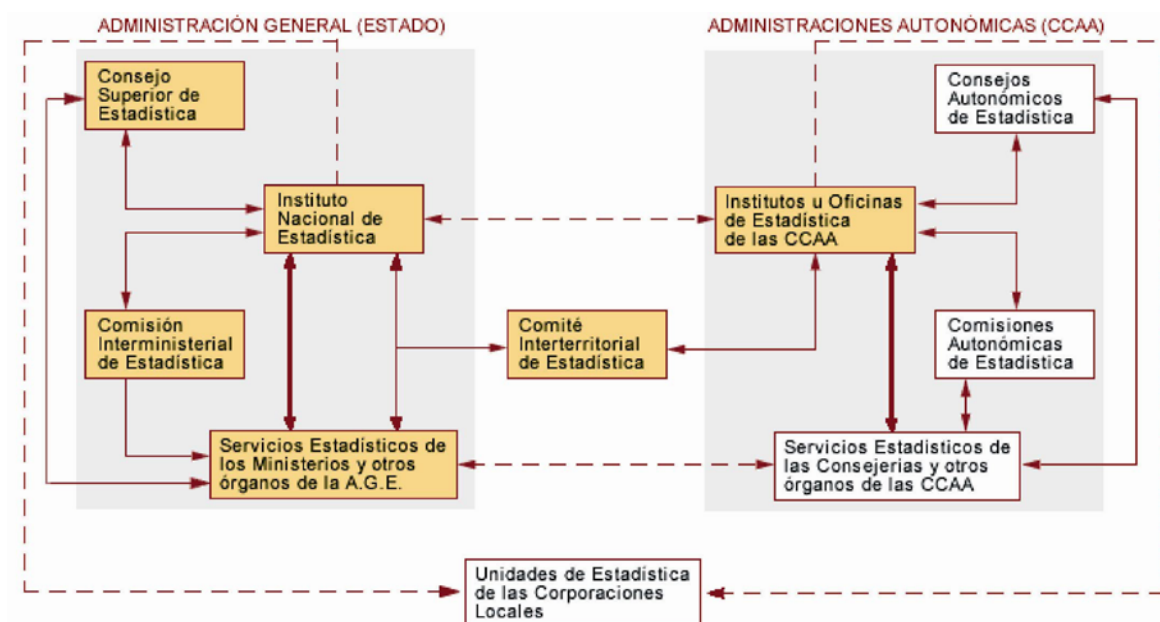 ADMINISTRACIÓN GENERAL (ESTADO)
ADMINISTRACIONES AUTONÓMICAS (CCAA)
Consejo
Superior de
Estadística
Consejos
Autonómicos
de Estadística
Instituto
Nacional de
Estadística
Institutos u Oficinas
de Estadística
de las CCAA
Comisión
Interministerial
de Estadística
Comité
Interterritorial
de Estadística
Comisiones
Autonómicas
de Estadística
Servicios Estadísticos de
los Ministerios y otros
órganos de la A.G.E.
Servicios Estadísticos de
las Consejerías y otros
órganos de las CCAA
Unidades de Estadística
de las Corporaciones
Locales